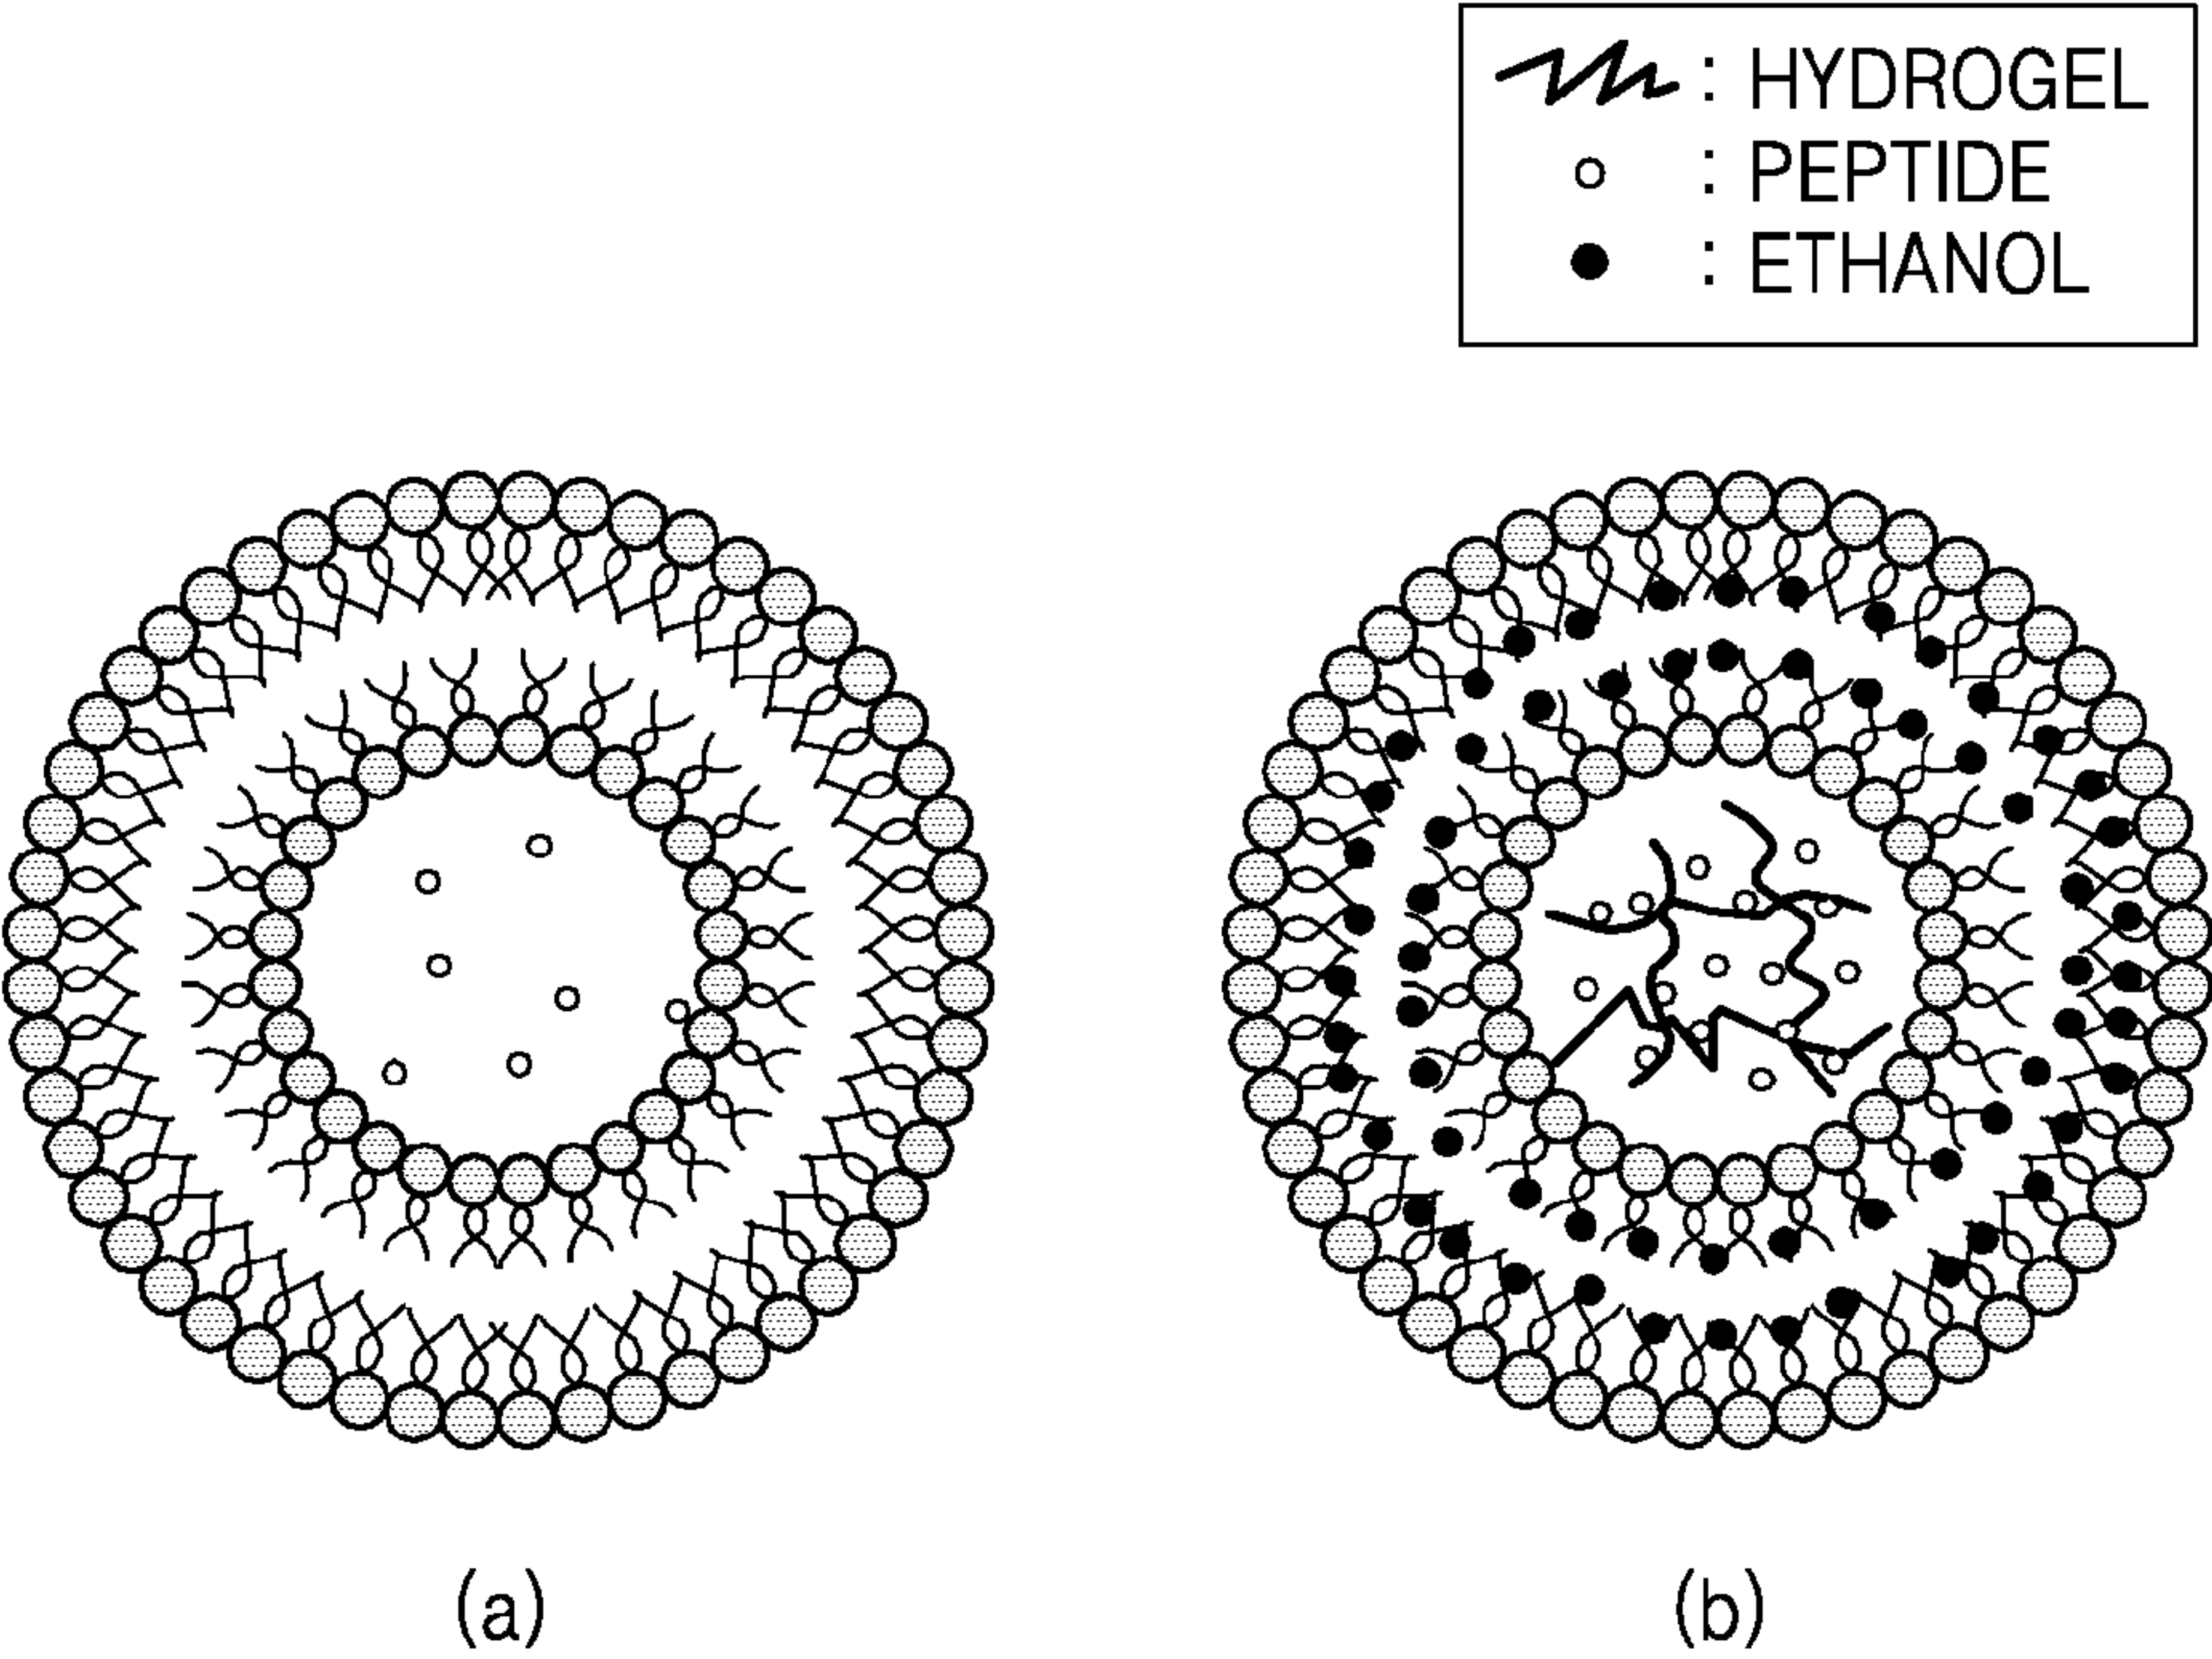 : HYDROGEL
: PEPTIDE
: ETHANOL
(a)
(b)